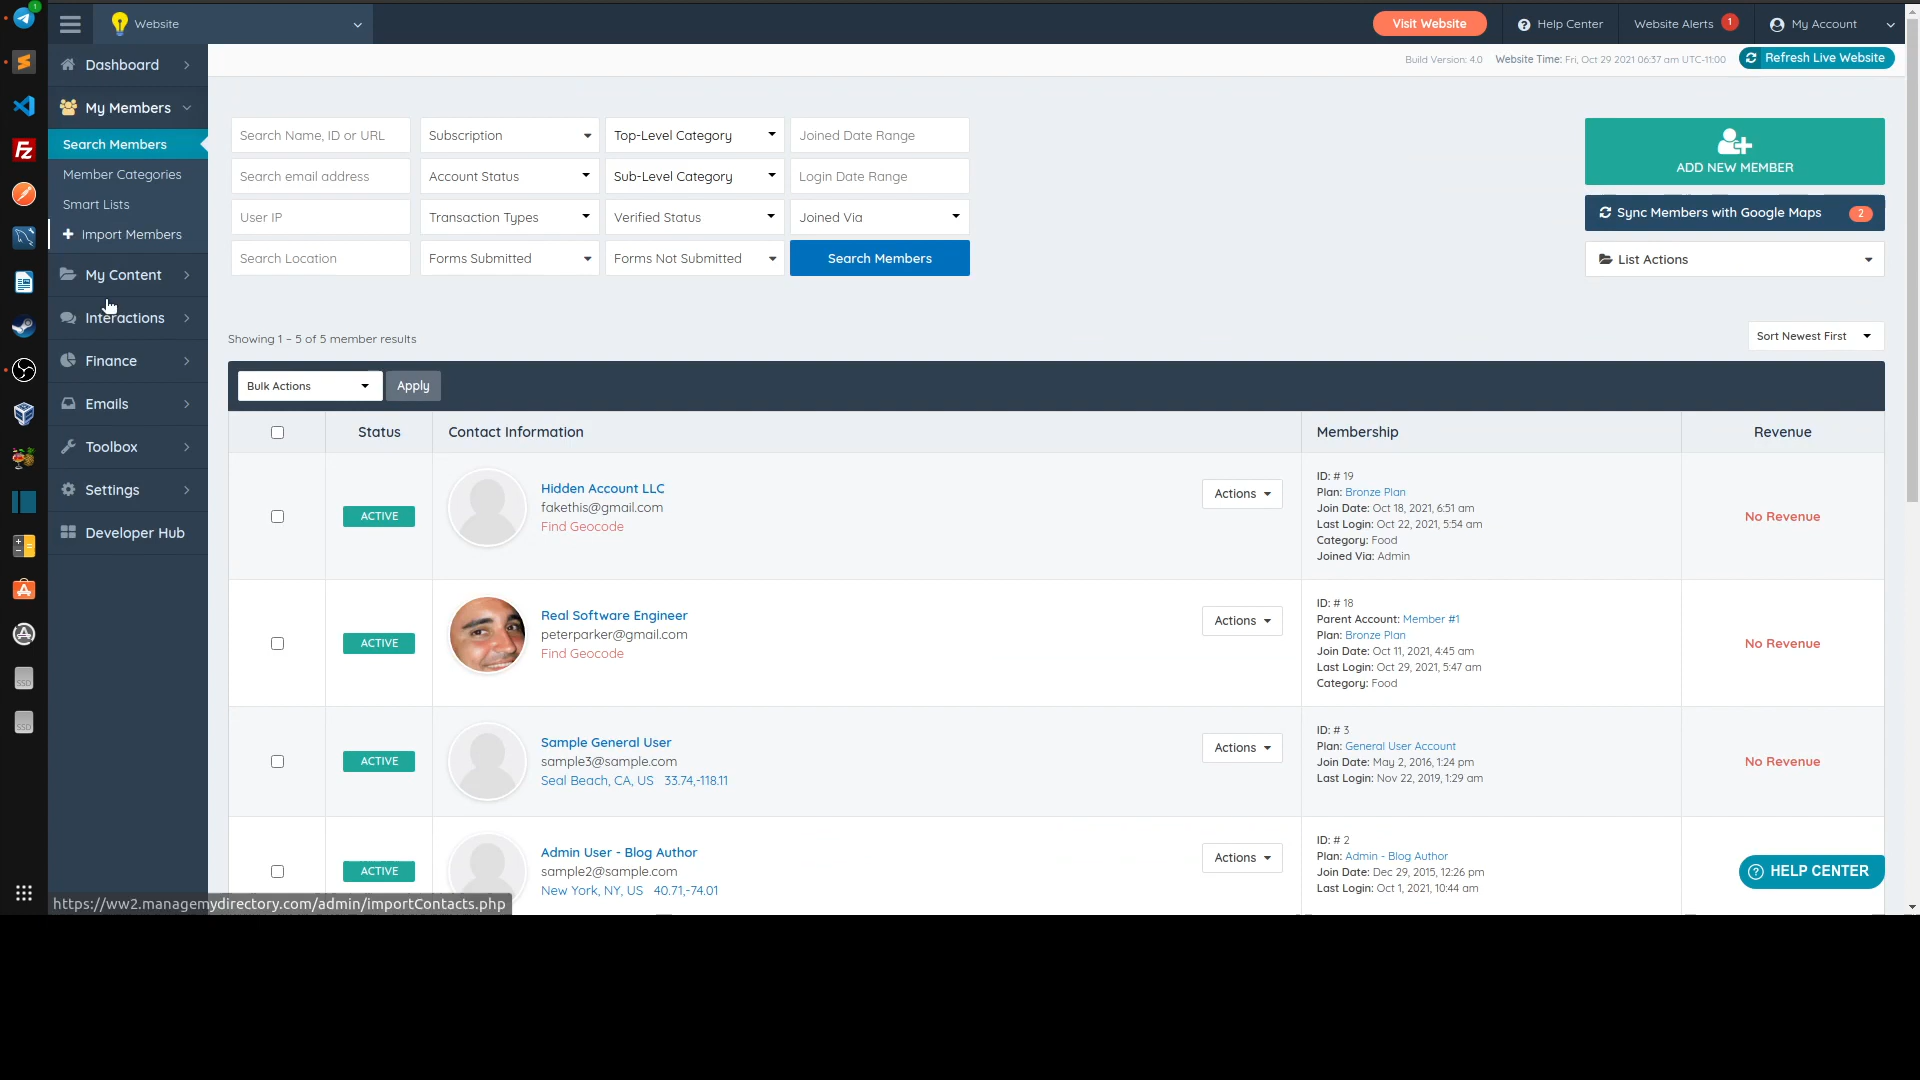 1
Website
Visit Website
Help Center
Website Alerts 1
My Account
Build Version: 4.0 Website Time: Fri, Oct 29 2021 06:37 am UTC-11:00
Refresh Live Website
Dashboard
My Members
Search Members
Member Categories
Smart Lists
Import Members
My Content
Interactions
Finance
Emails
Toolbox
Settings
Developer Hub
Search Name, ID or URL
Subscription
Top-Level Category
Joined Date Range
Search email address
Account Status
Sub-Level Category
Login Date Range
User IP
Transaction Types
Verified Status
Joined Via
Search Location
Forms Submitted
Forms Not Submitted
Search Members
ADD NEW MEMBER
Sync Members with Google Maps 2
List Actions
Showing 1 - 5 of 5 member results
Sort Newest First
Bulk Actions
Apply
Status
Contact Information
Membership
Revenue
ACTIVE
Hidden Account LLC
fakethis@gmail.com
Find Geocode
Actions
ID: # 19
Plan: Bronze Plan
Join Date: Oct 18, 2021, 6:51 am
Last Login: Oct 22, 2021, 5:54 am
Category: Food
Joined Via: Admin
No Revenue
ACTIVE
Real Software Engineer
peterparker@gmail.com
Find Geocode
Actions
ID: # 18
Parent Account: Member #1
Plan: Bronze Plan
Join Date: Oct 11, 2021, 4:45 am
Last Login: Oct 29, 2021, 5:47 am
Category: Food
No Revenue
ACTIVE
Sample General User
sample3@sample.com
Seal Beach, CA, US 33.74,-118.11
Actions
ID: # 3
Plan: General User Account
Join Date: May 2, 2016, 1:24 pm
Last Login: Nov 22, 2019, 1:29 am
No Revenue
ACTIVE
Admin User - Blog Author
sample2@sample.com
New York, NY, US 40.71,-74.01
Actions
ID: # 2
Plan: Admin - Blog Author
Join Date: Dec 29, 2015, 12:26 pm
Last Login: Oct 1, 2021, 10:44 am
HELP CENTER
https://ww2.managemydirectory.com/admin/importContacts.php
SSD
SSD